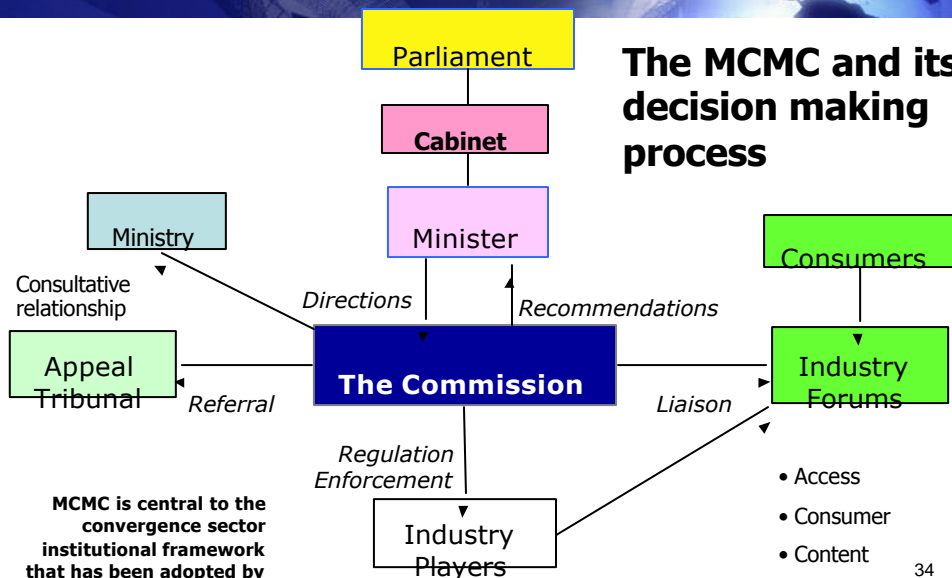 Parliament
The MCMC and its
decision making
process
Cabinet
Ministry
Minister
Consumers
Consultative
relationship
Directions
Recommendations
Appeal
Tribunal
Referral
The Commission
Liaison
Industry
Forums
Regulation
Enforcement
Industry
Players
• Access
• Consumer
• Content
MCMC is central to the
convergence sector
institutional framework
that has been adopted by
34